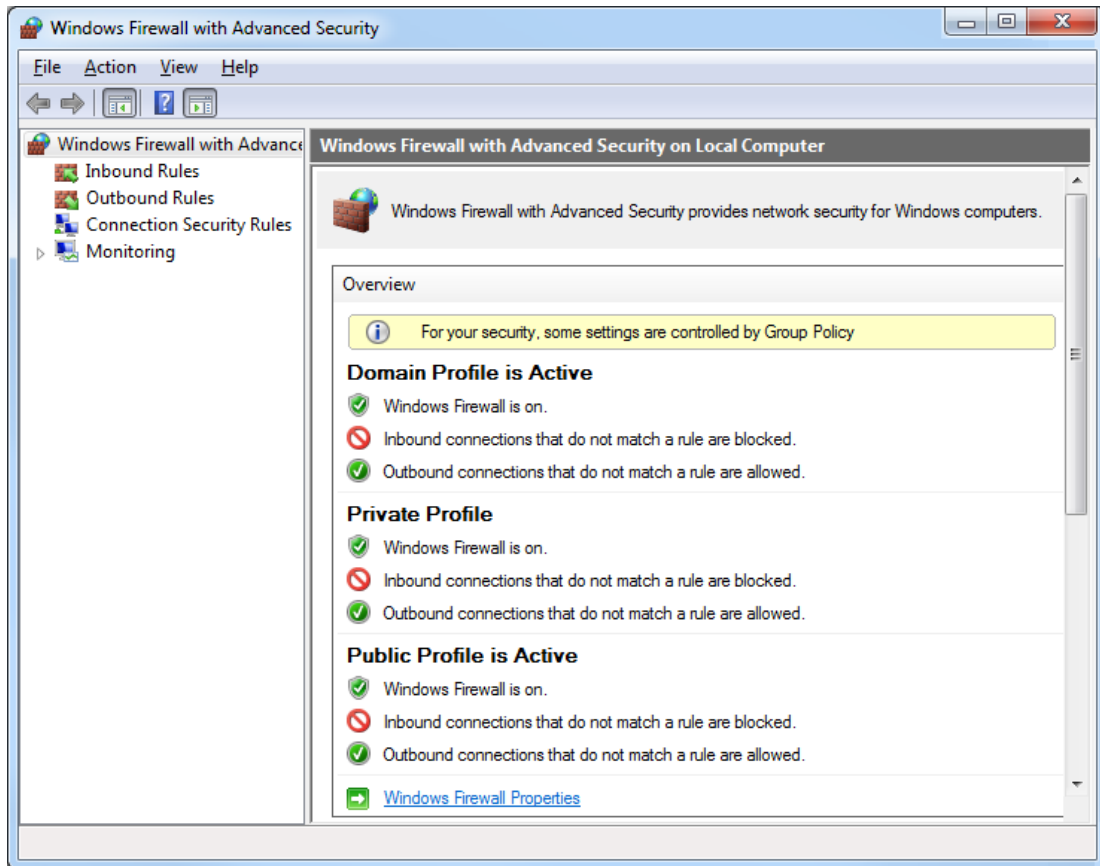 Windows Firewall with Advanced Security
File Action View Help
Windows Firewall with Advance
Inbound Rules
Outbound Rules
Connection Security Rules
Monitoring
Windows Firewall with Advanced Security on Local Computer
Windows Firewall with Advanced Security provides network security for Windows computers.
Overview
For your security, some settings are controlled by Group Policy
Domain Profile is Active
Windows Firewall is on.
Inbound connections that do not match a rule are blocked.
Outbound connections that do not match a rule are allowed.
Private Profile
Windows Firewall is on.
Inbound connections that do not match a rule are blocked.
Outbound connections that do not match a rule are allowed.
Public Profile is Active
Windows Firewall is on.
Inbound connections that do not match a rule are blocked.
Outbound connections that do not match a rule are allowed.
Windows Firewall Properties